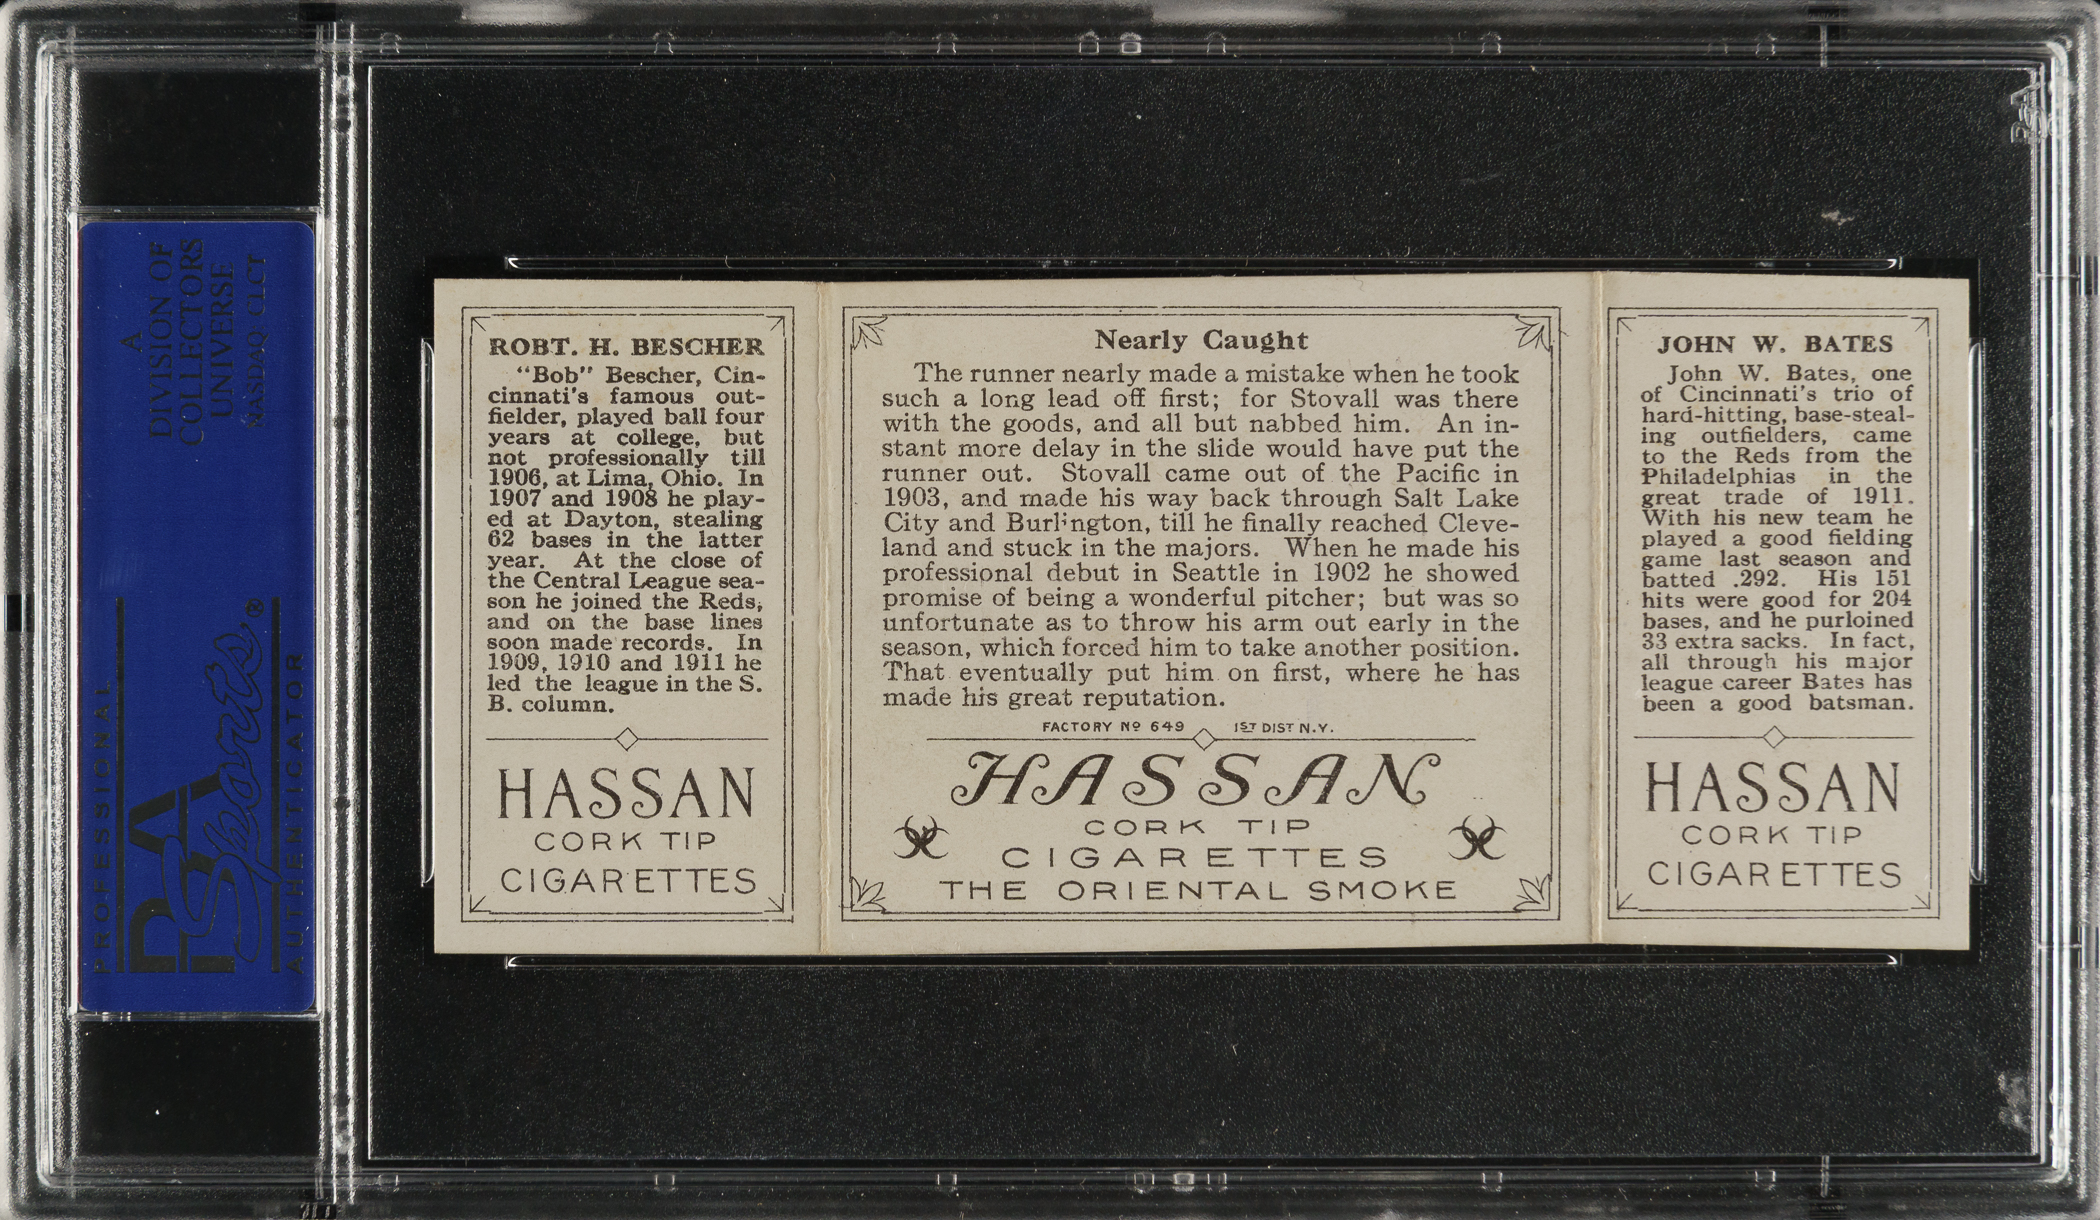 A
DIVISION OF
COLLECTORS
UNIVERSE
NASDAQ CLCT
PROFESSIONAL
PSA
Sports®
AUTHENTICATOR
PSA
ROBT. H. BESCHER
"Bob" Bescher, Cin-
cinnati's famous out-
fielder, played ball four
years at college, but
not professionally till
1906, at Lima, Ohio. In
1907 and 1908 he play-
ed at Dayton, stealing
62 bases in the latter
year. At the close of
the Central League sea-
son he joined the Reds,
and on the base lines
soon made records. In
1909, 1910 and 1911 he
led the league in the S.
B. column.
HASSAN
CORK TIP
CIGARETTES
Nearly Caught
The runner nearly made a mistake when he took
such a long lead off first; for Stovall was there
with the goods, and all but nabbed him. An in-
stant more delay in the slide would have put the
runner out. Stovall came out of the Pacific in
1903, and made his way back through Salt Lake
City and Burlington, till he finally reached Cleve-
land and stuck in the majors. When he made his
professional debut in Seattle in 1902 he showed
promise of being a wonderful pitcher; but was so
unfortunate as to throw his arm out early in the
season, which forced him to take another position.
That eventually put him on first, where he has
made his great reputation.
FACTORY Nº 649 1ST DIST N.Y.
HASSAN
CORK TIP
CIGARETTES
THE ORIENTAL SMOKE
JOHN W. BATES
John W. Bates, one
of Cincinnati's trio of
hard-hitting, base-steal-
ing outfielders, came
to the Reds from the
Philadelphias in the
great trade of 1911.
With his new team he
played a good fielding
game last season and
batted .292. His 151
hits were good for 204
bases, and he purloined
33 extra sacks. In fact,
all through his major
league career Bates has
been a good batsman.
HASSAN
CORK TIP
CIGARETTES